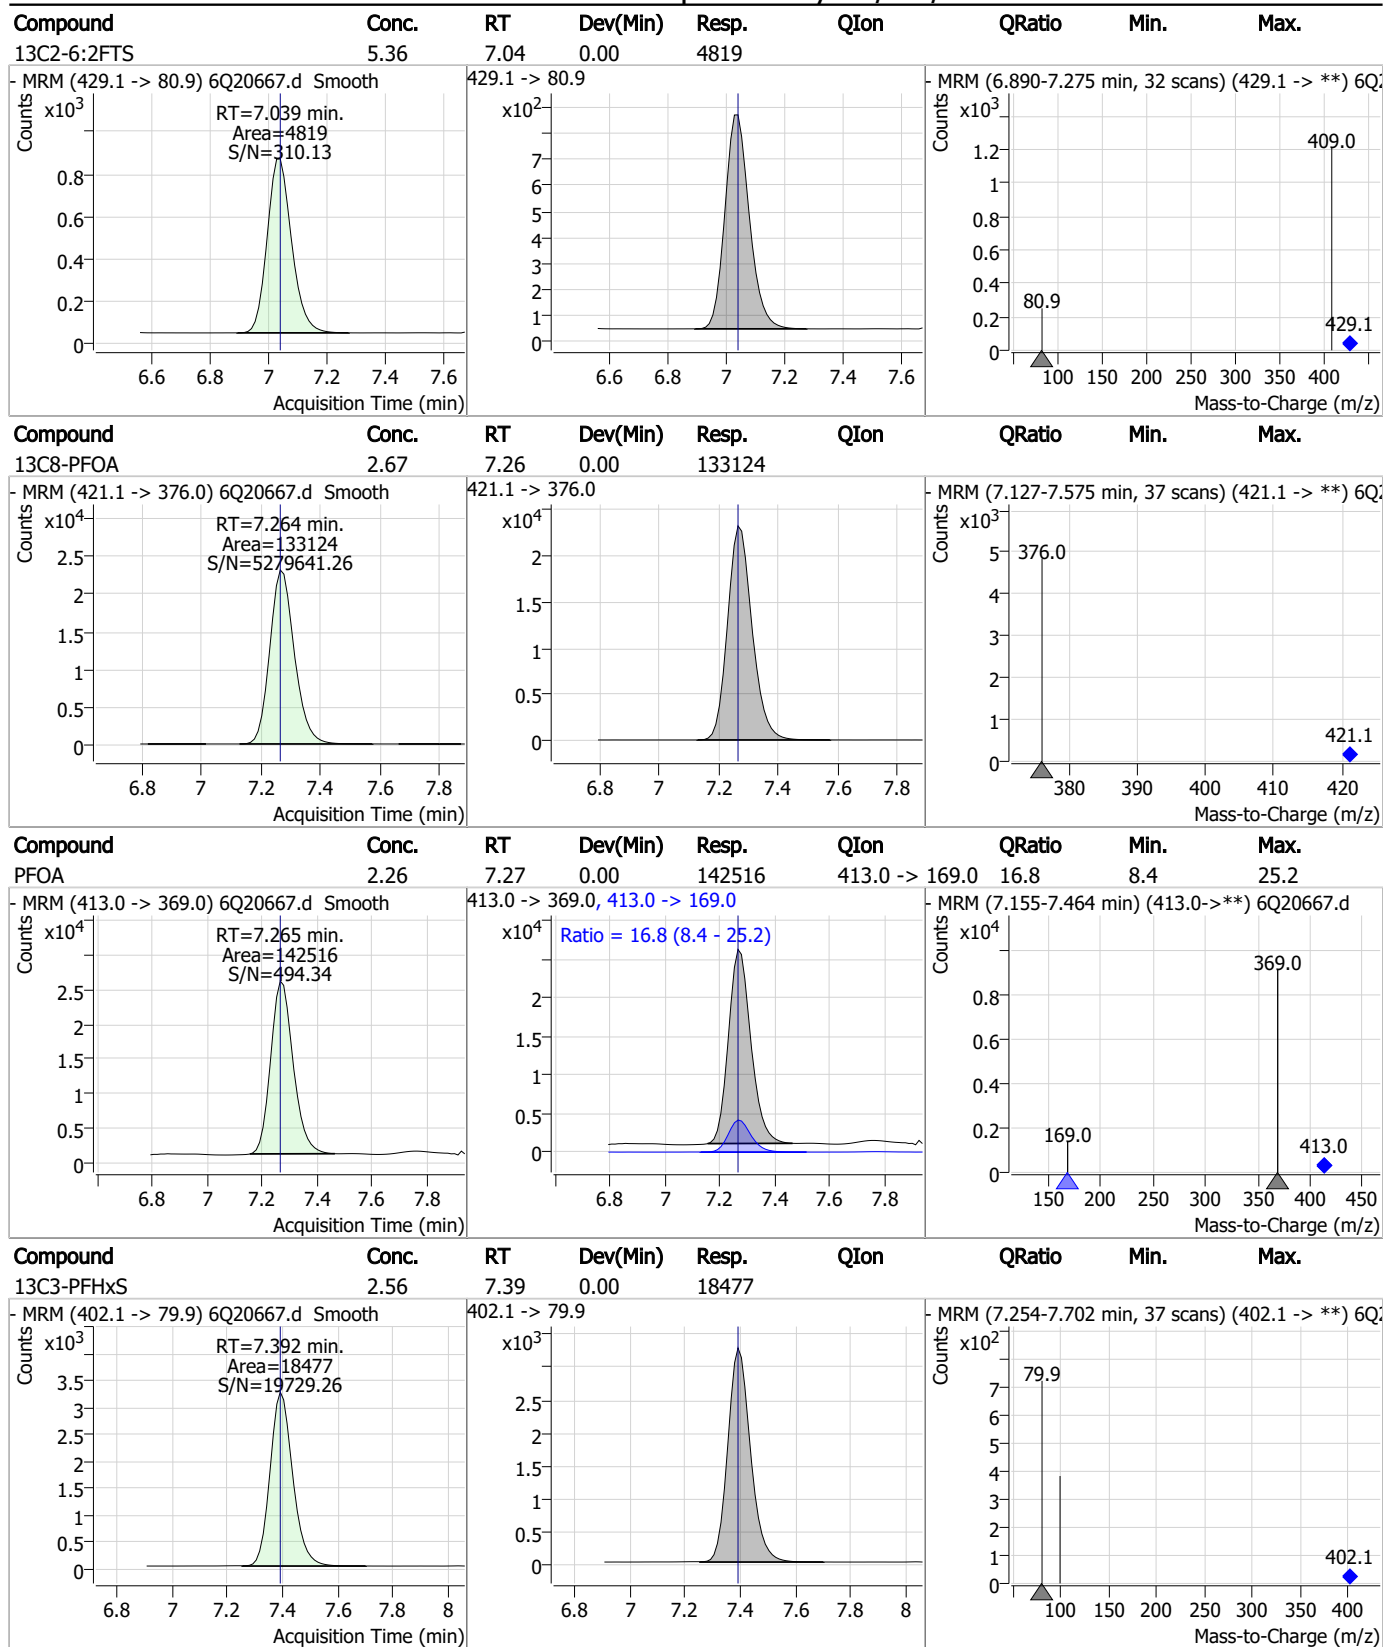 Compound Conc. RT Dev(Min) Resp. QIon QRatio Min. Max.
13C2-6:2FTS 5.36 7.04 0.00 4819
- MRM (429.1 -> 80.9) 6Q20667.d Smooth
Counts
x10³
RT=7.039 min.
Area=4819
S/N=310.13
0.8
0.6
0.4
0.2
0
6.6 6.8 7 7.2 7.4 7.6
Acquisition Time (min)
429.1 -> 80.9
x10²
7
6
5
4
3
2
1
0
6.6 6.8 7 7.2 7.4 7.6
- MRM (6.890-7.275 min, 32 scans) (429.1 -> **)
Counts
x10³
409.0
1.2
1
0.8
0.6
0.4
80.9
0.2
429.1
0
100 150 200 250 300 350 400
Mass-to-Charge (m/z)
Compound Conc. RT Dev(Min) Resp. QIon QRatio Min. Max.
13C8-PFOA 2.67 7.26 0.00 133124
- MRM (421.1 -> 376.0) 6Q20667.d Smooth
Counts
x10⁴
RT=7.264 min.
Area=133124
S/N=5279641.26
2.5
2
1.5
1
0.5
0
6.8 7 7.2 7.4 7.6 7.8
Acquisition Time (min)
421.1 -> 376.0
x10⁴
2
1.5
1
0.5
0
6.8 7 7.2 7.4 7.6 7.8
- MRM (7.127-7.575 min, 37 scans) (421.1 -> **)
Counts
x10³
5
376.0
4
3
2
1
421.1
0
380 390 400 410 420
Mass-to-Charge (m/z)
Compound Conc. RT Dev(Min) Resp. QIon QRatio Min. Max.
PFOA 2.26 7.27 0.00 142516 413.0 -> 169.0 16.8 8.4 25.2
- MRM (413.0 -> 369.0) 6Q20667.d Smooth
Counts
x10⁴
RT=7.265 min.
Area=142516
S/N=494.34
2.5
2
1.5
1
0.5
0
6.8 7 7.2 7.4 7.6 7.8
Acquisition Time (min)
413.0 -> 369.0, 413.0 -> 169.0
x10⁴
Ratio = 16.8 (8.4 - 25.2)
2
1.5
1
0.5
0
6.8 7 7.2 7.4 7.6 7.8
- MRM (7.155-7.464 min) (413.0->**) 6Q20667.d
Counts
x10⁴
369.0
0.8
0.6
0.4
0.2
169.0
413.0
0
150 200 250 300 350 400 450
Mass-to-Charge (m/z)
Compound Conc. RT Dev(Min) Resp. QIon QRatio Min. Max.
13C3-PFHxS 2.56 7.39 0.00 18477
- MRM (402.1 -> 79.9) 6Q20667.d Smooth
Counts
x10³
RT=7.392 min.
Area=18477
S/N=19729.26
3.5
3
2.5
2
1.5
1
0.5
0
6.8 7 7.2 7.4 7.6 7.8 8
Acquisition Time (min)
402.1 -> 79.9
x10³
2.5
2
1.5
1
0.5
0
6.8 7 7.2 7.4 7.6 7.8 8
- MRM (7.254-7.702 min, 37 scans) (402.1 -> **)
Counts
x10²
79.9
7
6
5
4
3
2
1
402.1
0
100 150 200 250 300 350 400
Mass-to-Charge (m/z)